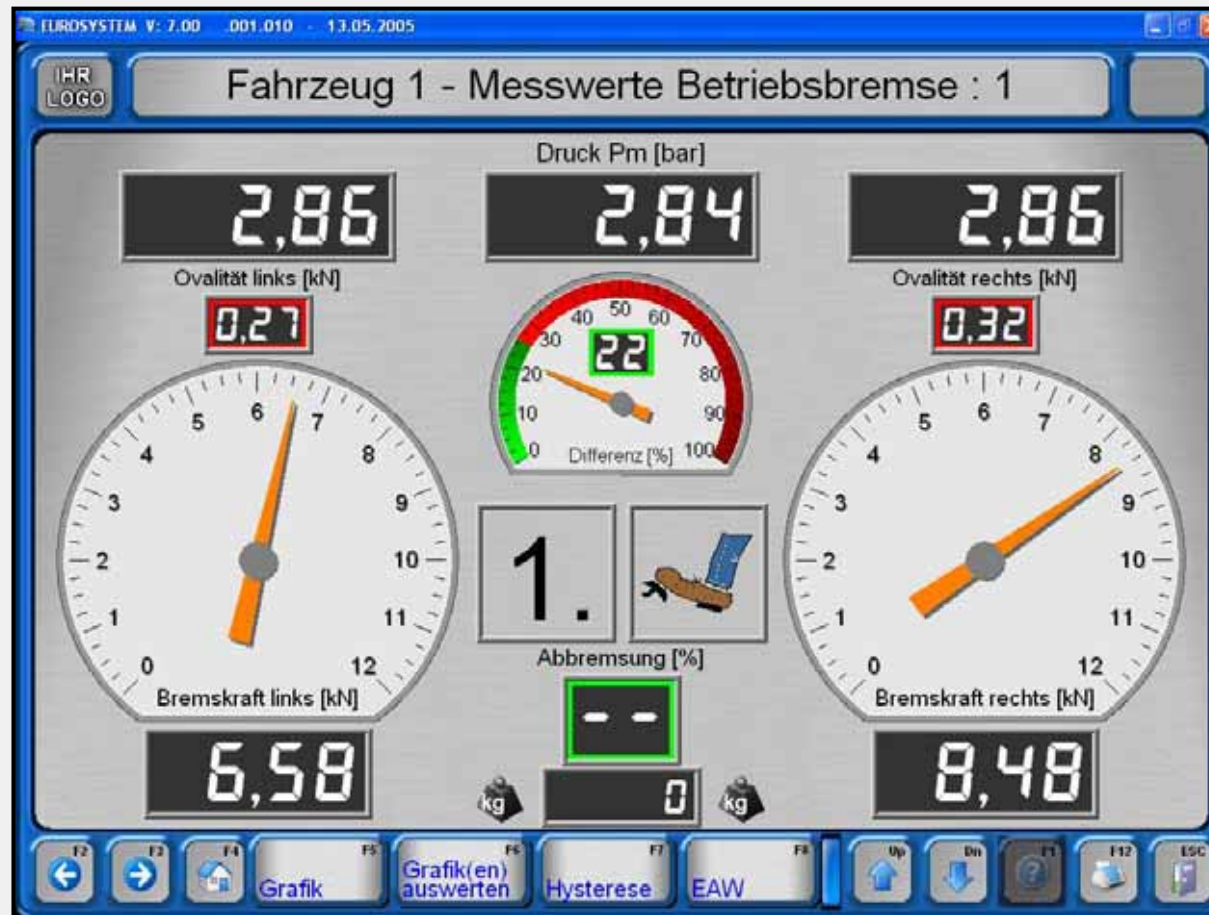 EUROSYSTEM V: 7.00 .001.010 - 13.05.2005
IHR
LOGO
Fahrzeug 1 - Messwerte Betriebsbremse : 1
Druck Pm [bar]
2,86
2,84
2,86
Ovalität links [kN]
Ovalität rechts [kN]
0,27
0,32
0 10 20 30 40 50 60 70 80 90 100
22
Differenz [%]
0 1 2 3 4 5 6 7 8 9 10 11 12
Bremskraft links [kN]
6,58
1.
Abbremsung [%]
--
kg
0
kg
0 1 2 3 4 5 6 7 8 9 10 11 12
Bremskraft rechts [kN]
8,48
F2
F3
F4
F5
Grafik
F6
Grafik(en)
auswerten
F7
Hysterese
F8
EAW
Up
Dn
F1
?
F12
ESC